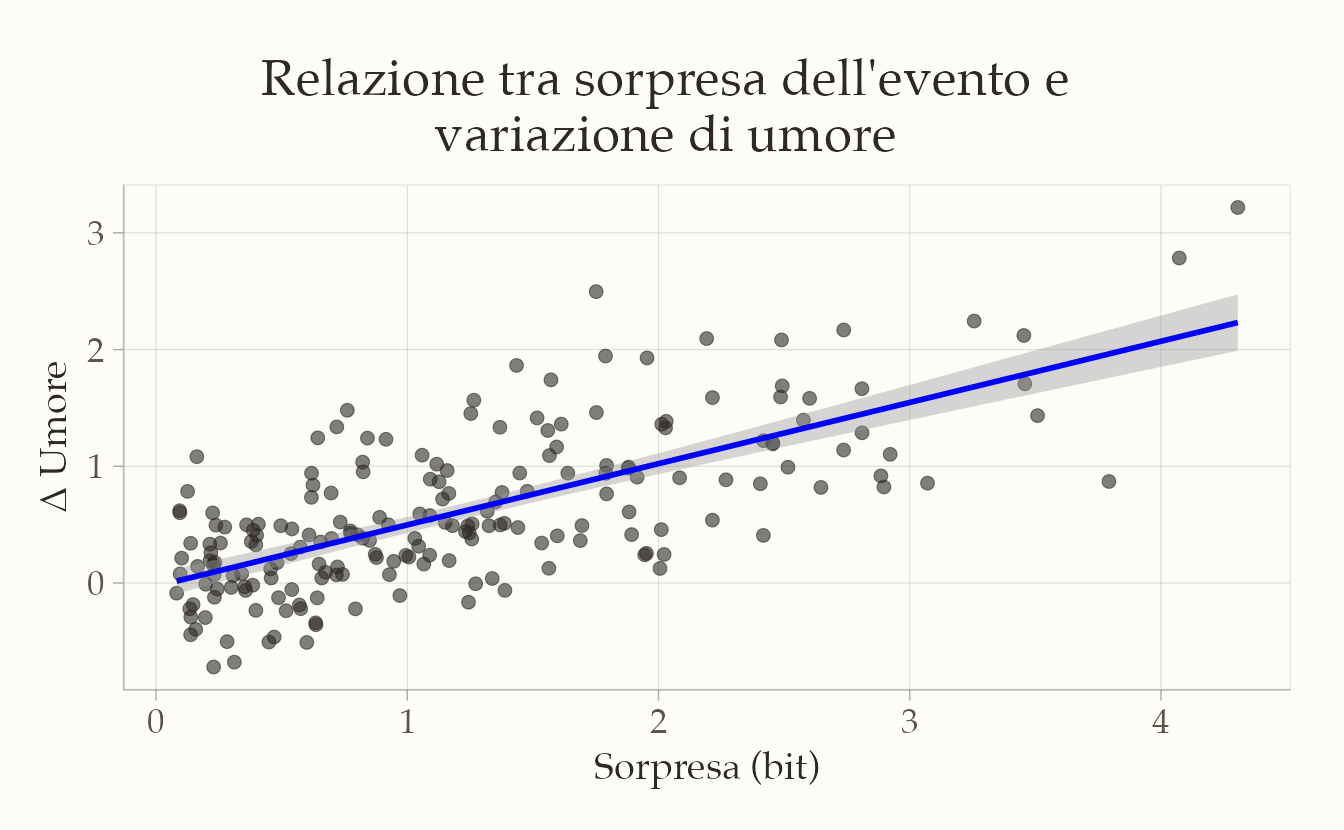 Relazione tra sorpresa dell'evento e
variazione di umore
Δ Umore
3
2
1
0
0 1 2 3 4
Sorpresa (bit)